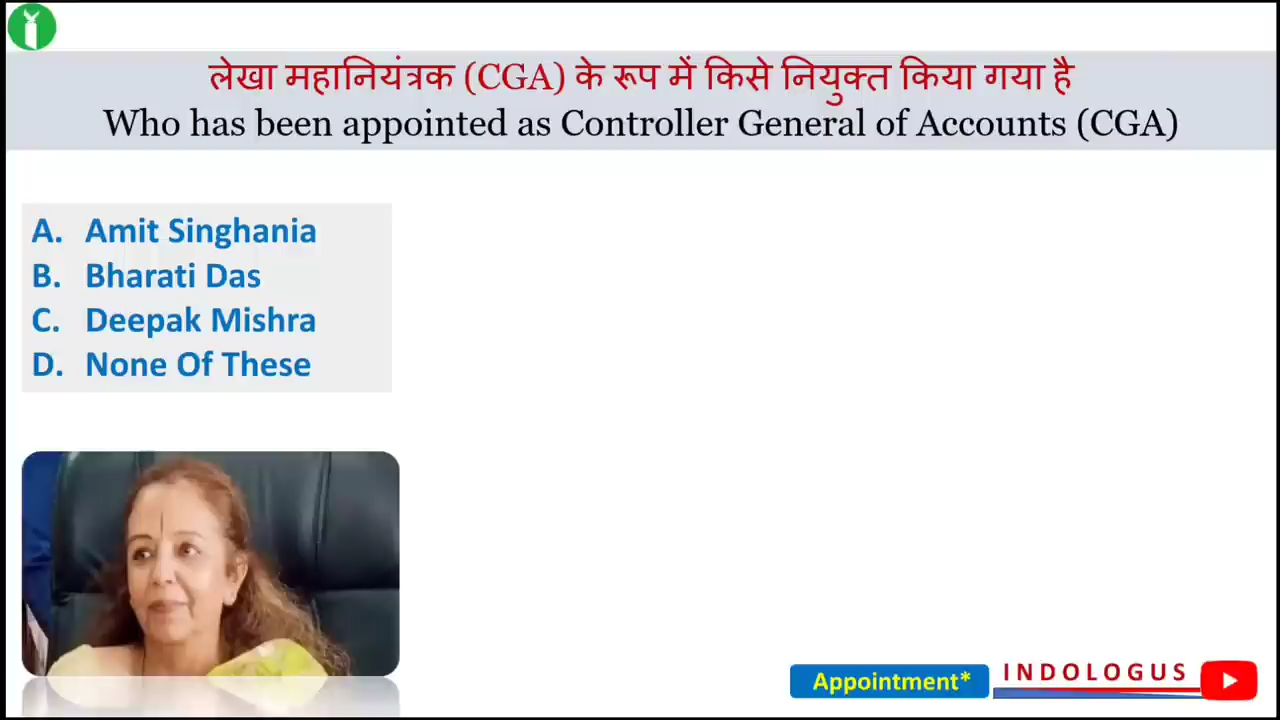 लेखा महानियंत्रक (CGA) के रूप में किसे नियुक्त किया गया है
Who has been appointed as Controller General of Accounts (CGA)
A. Amit Singhania
B. Bharati Das
C. Deepak Mishra
D. None Of These
Appointment*
INDOLOGUS